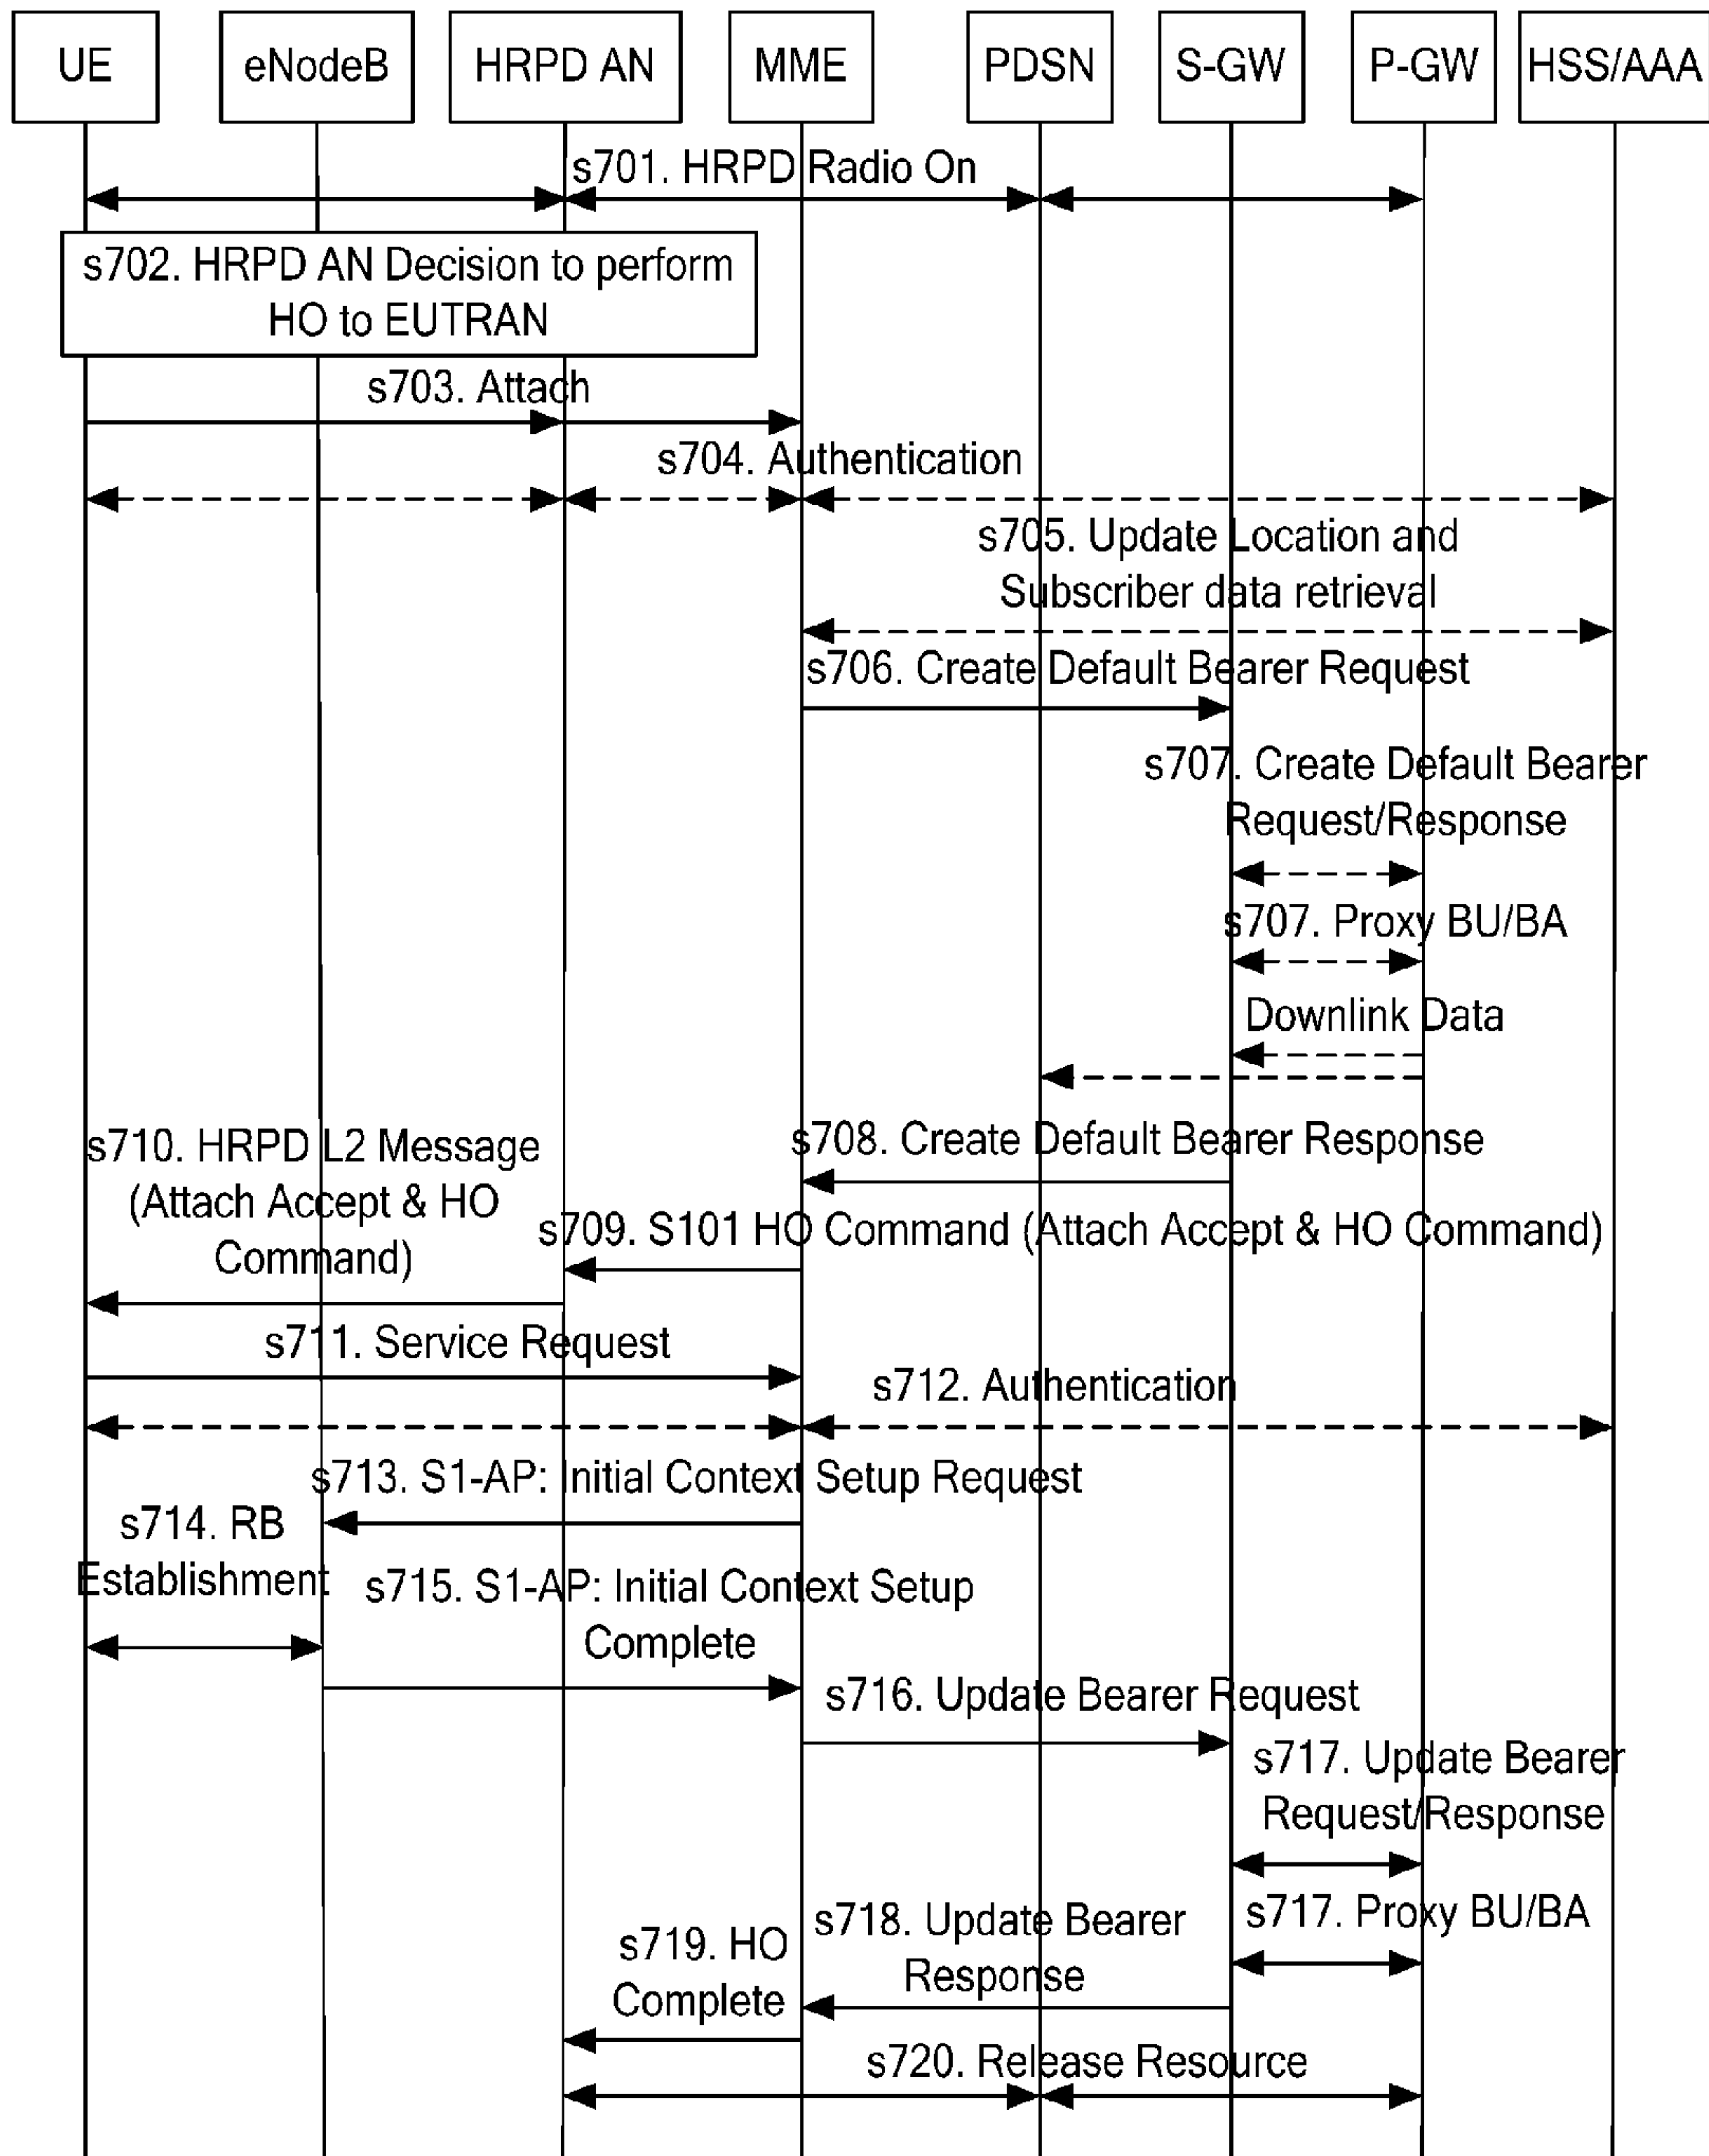 UE
eNodeB
HRPD AN
MME
PDSN
S-GW
P-GW
HSS/AAA
s701. HRPD Radio On
s702. HRPD AN Decision to perform
HO to EUTRAN
s703. Attach
s704. Authentication
s705. Update Location and
Subscriber data retrieval
s706. Create Default Bearer Request
s707. Create Default Bearer
Request/Response
s707. Proxy BU/BA
Downlink Data
s708. Create Default Bearer Response
s710. HRPD L2 Message
(Attach Accept & HO
Command)
s709. S101 HO Command (Attach Accept & HO Command)
s711. Service Request
s712. Authentication
s713. S1-AP: Initial Context Setup Request
s714. RB
Establishment
s715. S1-AP: Initial Context Setup
Complete
s716. Update Bearer Request
s717. Update Bearer
Request/Response
s717. Proxy BU/BA
s718. Update Bearer
Response
s719. HO
Complete
s720. Release Resource